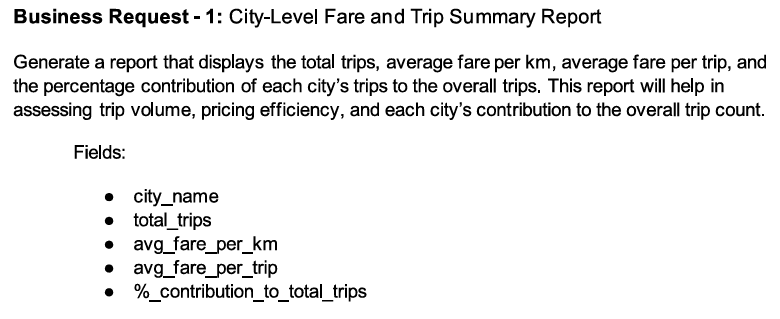 Business Request - 1: City-Level Fare and Trip Summary Report
Generate a report that displays the total trips, average fare per km, average fare per trip, and
the percentage contribution of each city's trips to the overall trips. This report will help in
assessing trip volume, pricing efficiency, and each city's contribution to the overall trip count.
Fields:
● city_name
● total_trips
● avg_fare_per_km
● avg_fare_per_trip
● %_contribution_to_total_trips